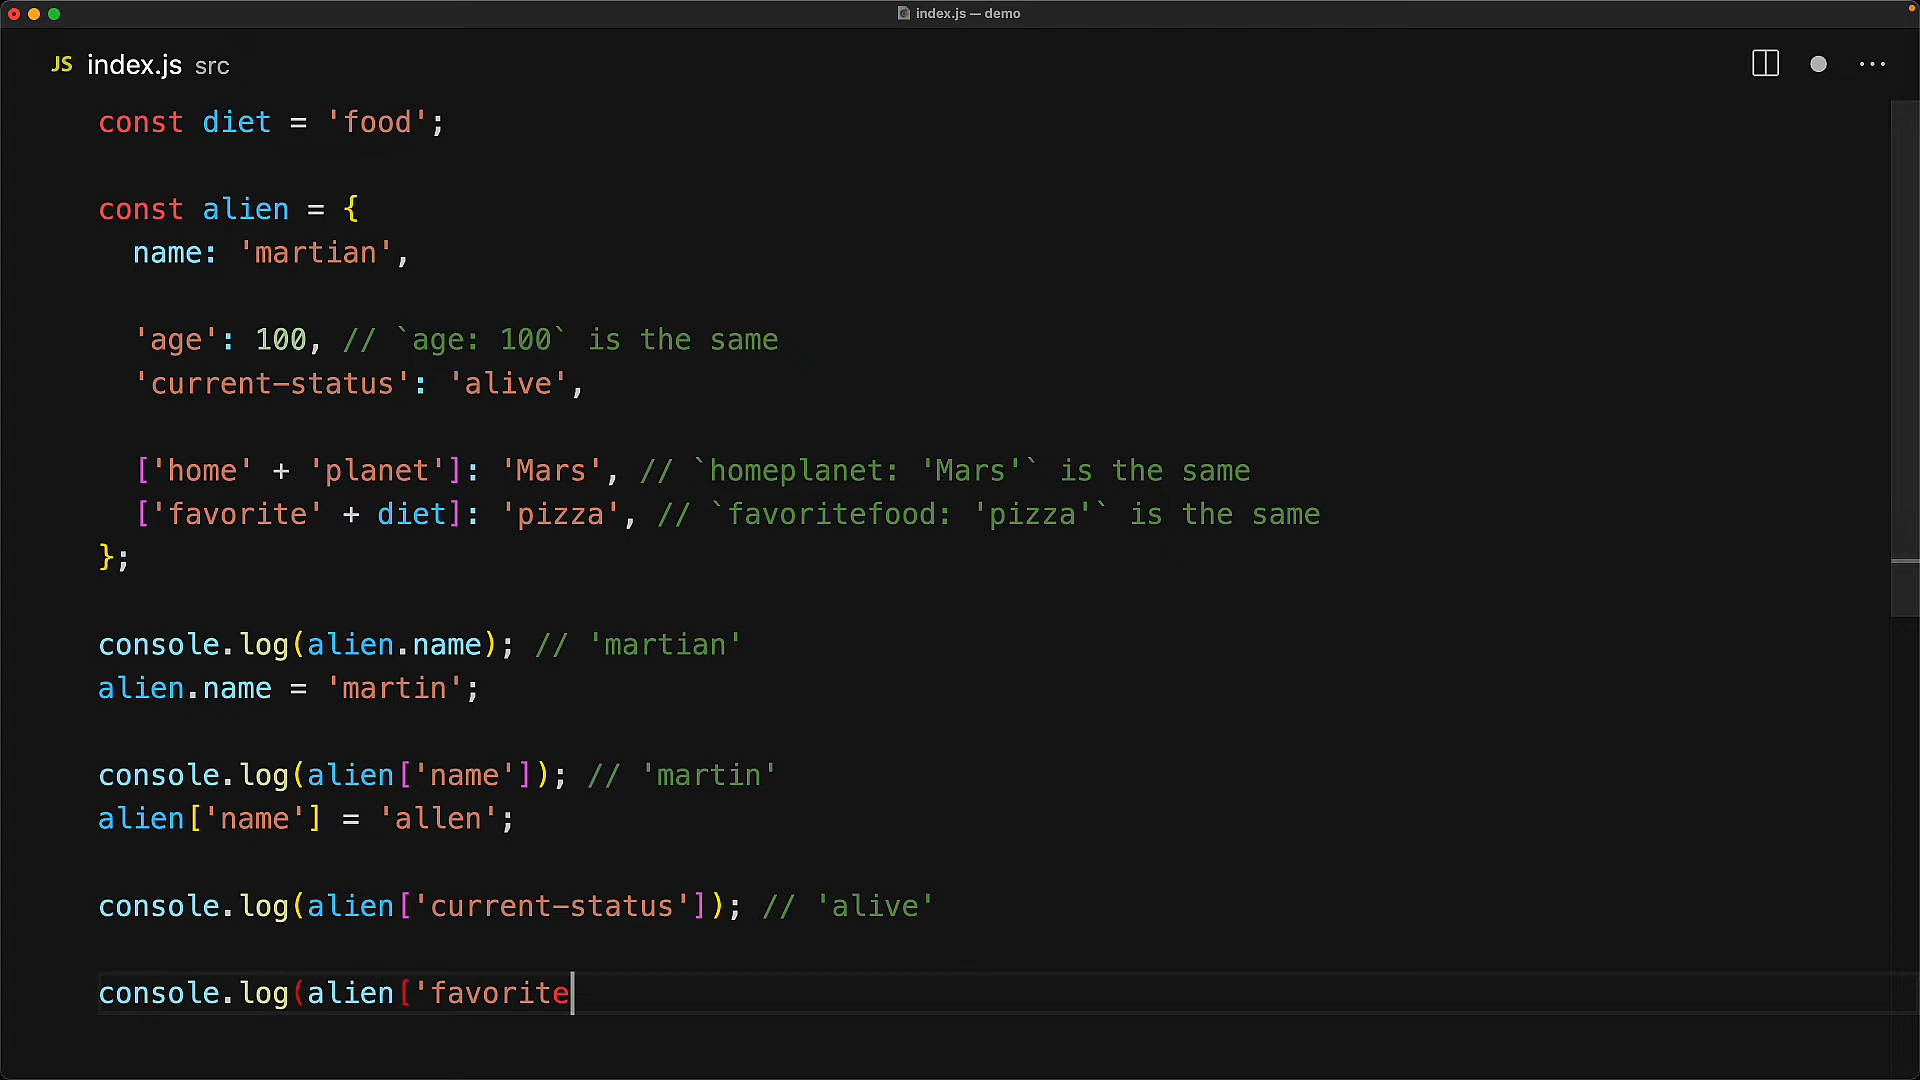 index.js — demo
JS index.js src
const diet = 'food';
const alien = {
name: 'martian',
'age': 100, // `age: 100` is the same
'current-status': 'alive',
['home' + 'planet']: 'Mars', // `homeplanet: 'Mars'` is the same
['favorite' + diet]: 'pizza', // `favoritefood: 'pizza'` is the same
};
console.log(alien.name); // 'martian'
alien.name = 'martin';
console.log(alien['name']); // 'martin'
alien['name'] = 'allen';
console.log(alien['current-status']); // 'alive'
console.log(alien['favorite